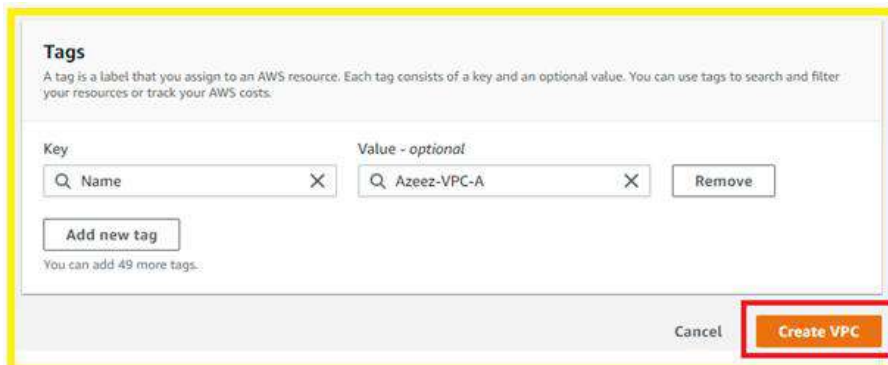 Tags
A tag is a label that you assign to an AWS resource. Each tag consists of a key and an optional value. You can use tags to search and filter
your resources or track your AWS costs.
Key Value - optional
Name Azeez-VPC-A Remove
Add new tag
You can add 49 more tags.
Cancel Create VPC